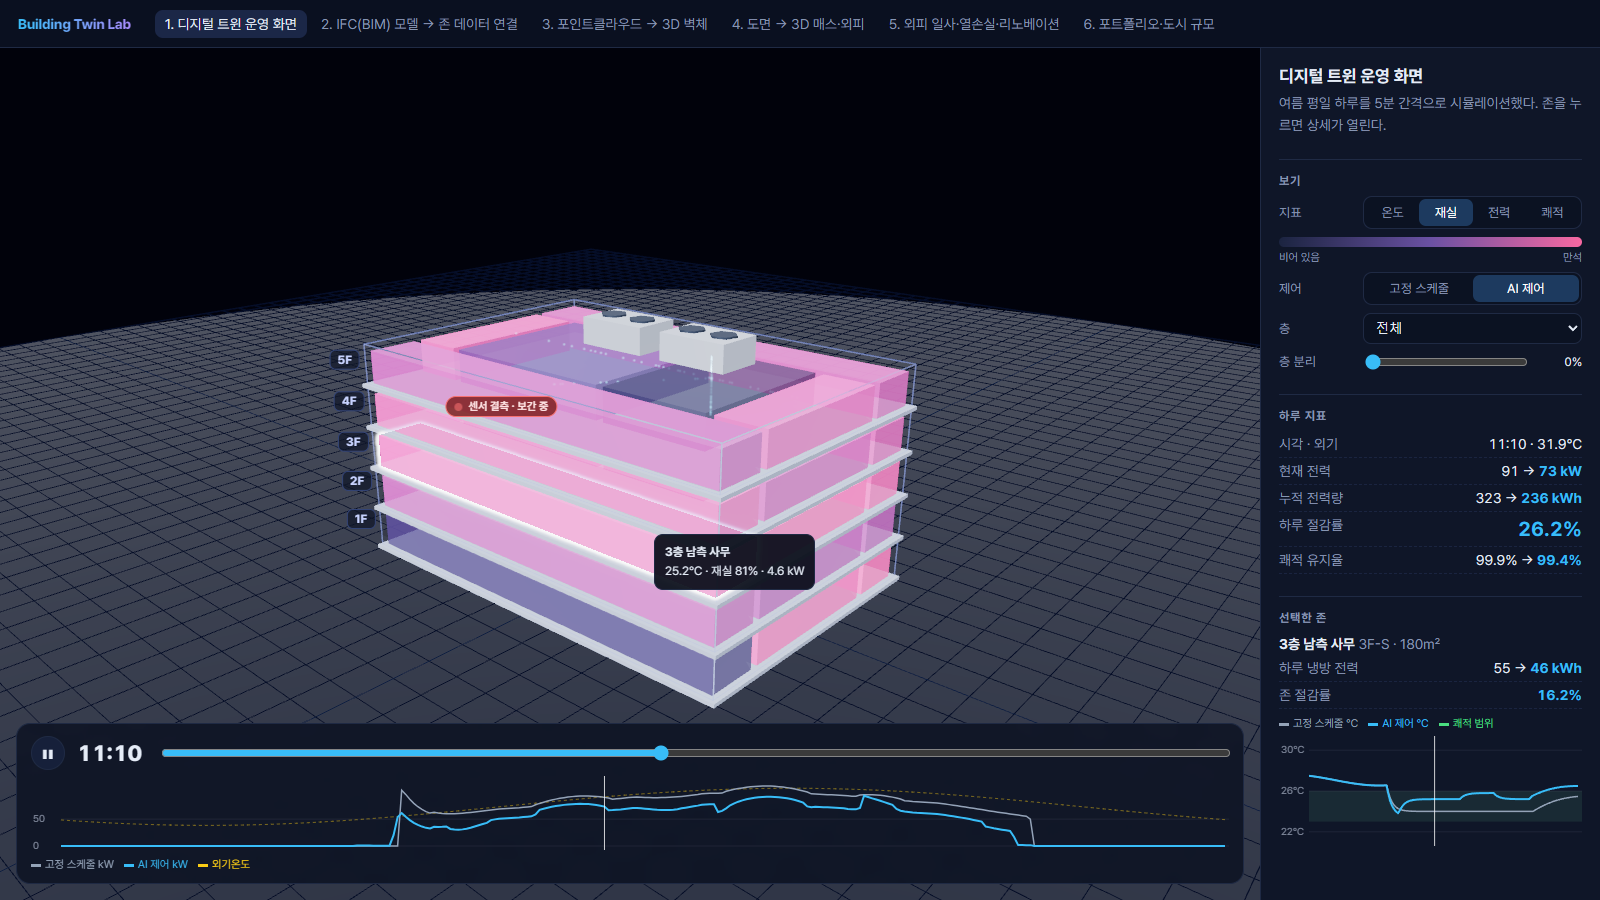 Building Twin Lab
1. 디지털 트윈 운영 화면
2. IFC(BIM) 모델 → 존 데이터 연결
3. 포인트클라우드 → 3D 벽체
4. 도면 → 3D 매스·외피
5. 외피 일사·열손실·리노베이션
6. 포트폴리오·도시 규모
5F
4F
3F
2F
1F
센서 결측 · 보간 중
3층 남측 사무
25.2°C · 재실 81% · 4.6 kW
11:10
50
0
고정 스케줄 kW
AI 제어 kW
외기온도
디지털 트윈 운영 화면
여름 평일 하루를 5분 간격으로 시뮬레이션했다. 존을 누
르면 상세가 열린다.
보기
지표
온도
재실
전력
쾌적
비어 있음
만석
제어
고정 스케줄
AI 제어
층
전체
층 분리
0%
하루 지표
시각 · 외기
11:10 · 31.9°C
현재 전력
91 → 73 kW
누적 전력량
323 → 236 kWh
하루 절감률
26.2%
쾌적 유지율
99.9% → 99.4%
선택한 존
3층 남측 사무 3F-S · 180m²
하루 냉방 전력
55 → 46 kWh
존 절감률
16.2%
고정 스케줄 °C
AI 제어 °C
쾌적 범위
30°C
26°C
22°C